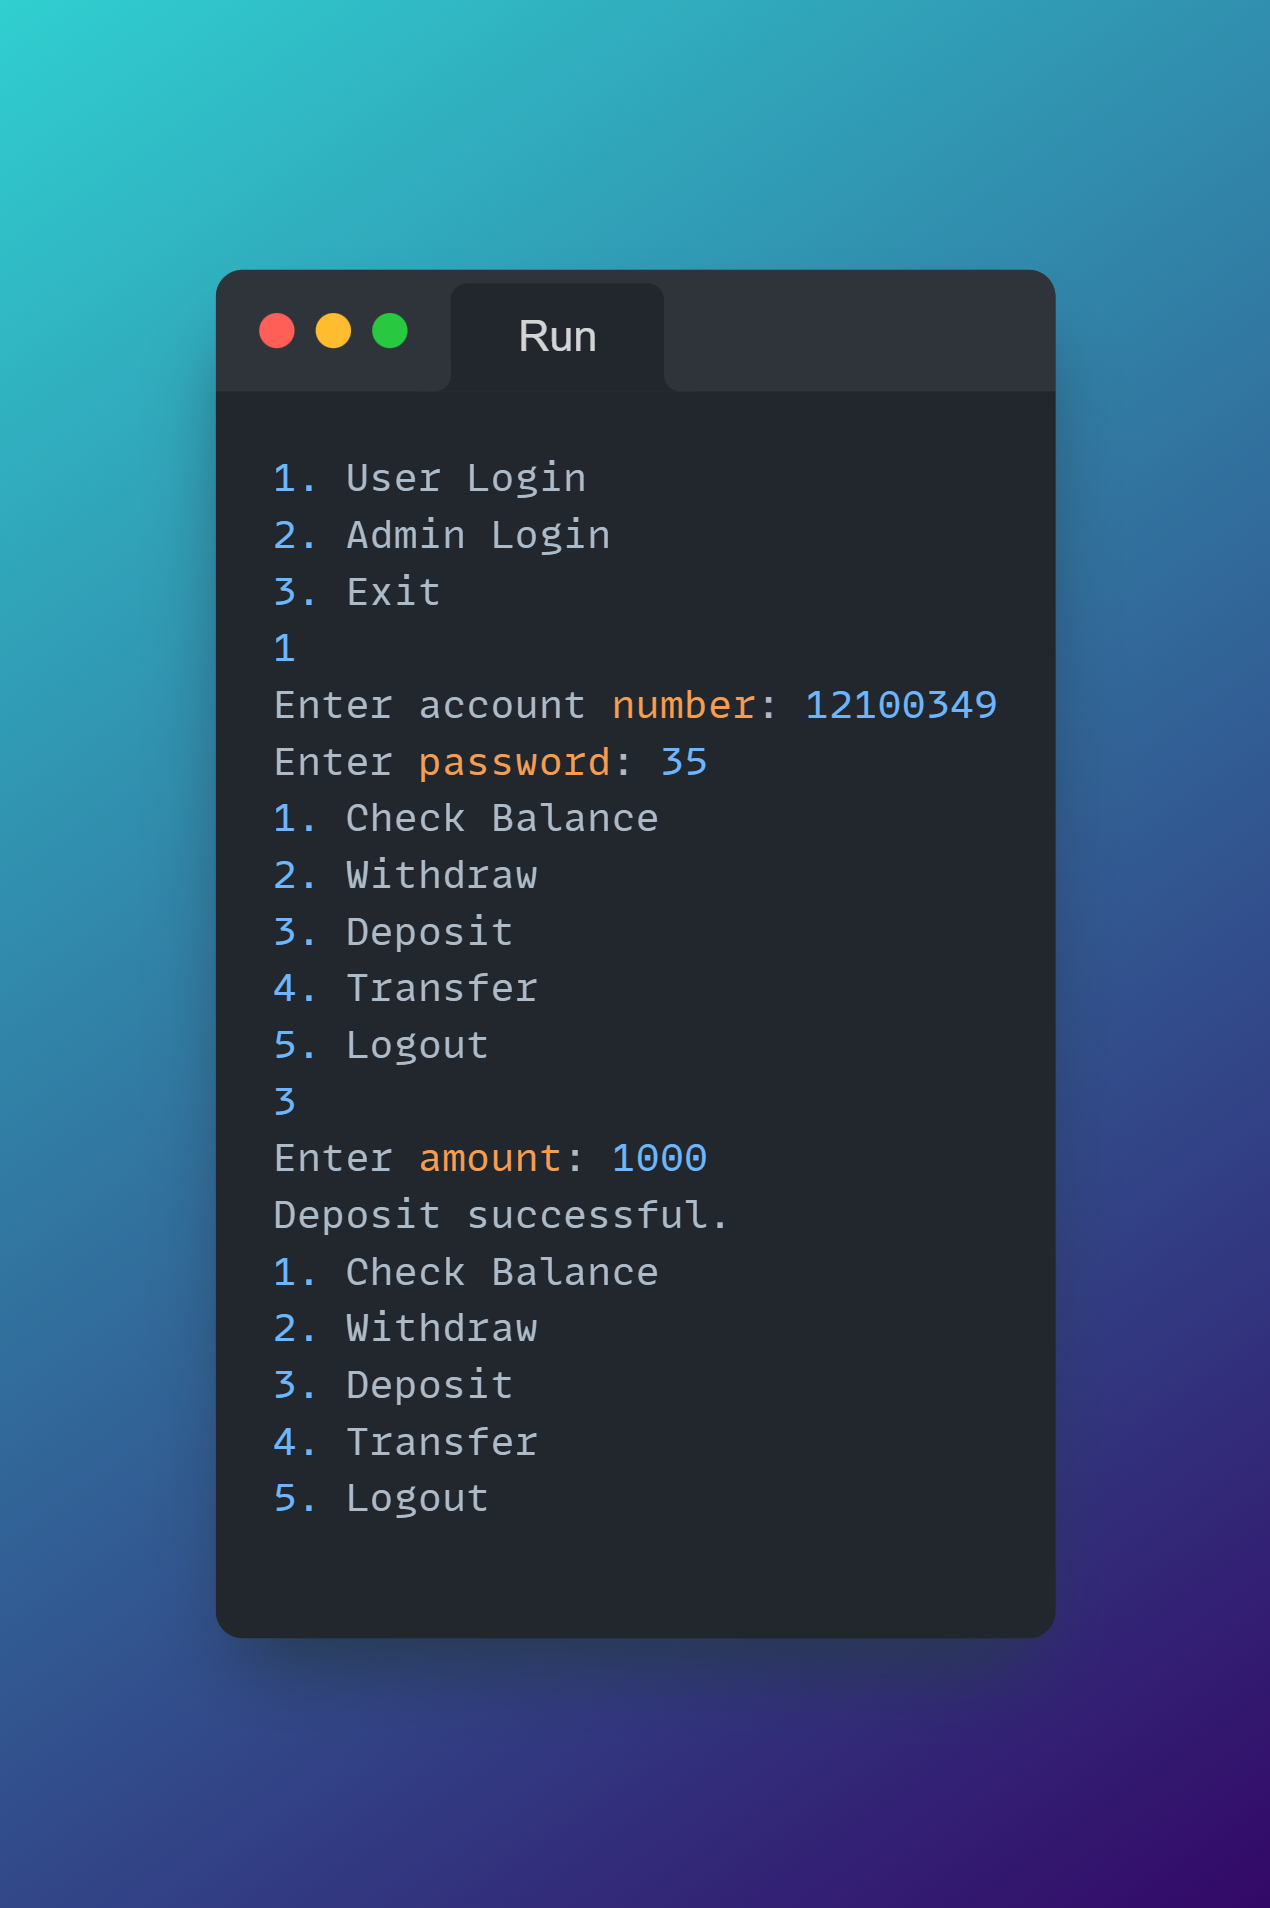 Run
1. User Login
2. Admin Login
3. Exit
1
Enter account number: 12100349
Enter password: 35
1. Check Balance
2. Withdraw
3. Deposit
4. Transfer
5. Logout
3
Enter amount: 1000
Deposit successful.
1. Check Balance
2. Withdraw
3. Deposit
4. Transfer
5. Logout